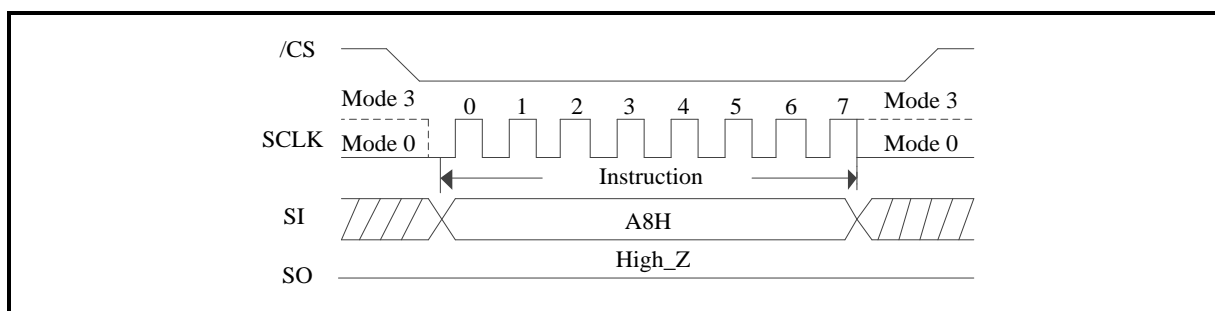 /CS
Mode 3 0 1 2 3 4 5 6 7 Mode 3
SCLK Mode 0 Mode 0
Instruction
SI A8H
High_Z
SO